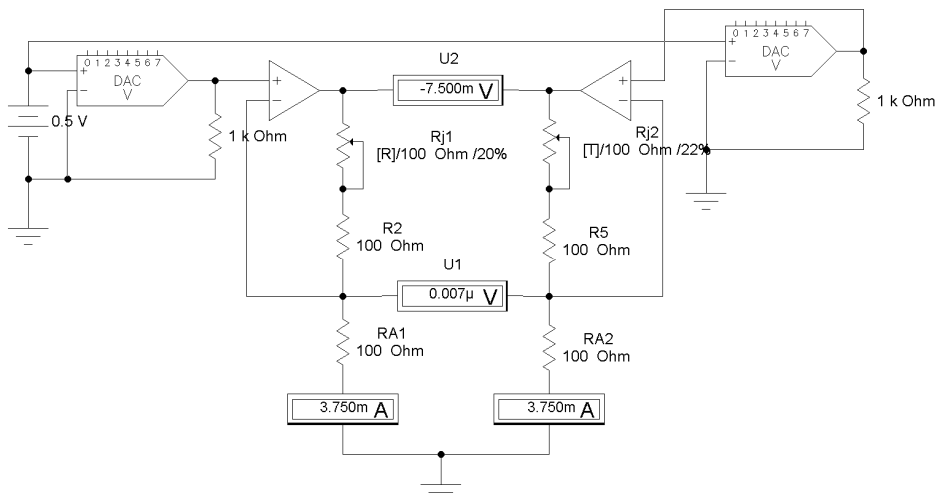 0 1 2 3 4 5 6 7
+
DAC
−
V
0.5 V
1 k Ohm
+
−
U2
-7.500m V
+
−
0 1 2 3 4 5 6 7
+
DAC
−
V
1 k Ohm
Rj1
[R]/100 Ohm /20%
Rj2
[T]/100 Ohm /22%
R2
100 Ohm
R5
100 Ohm
U1
0.007µ V
RA1
100 Ohm
RA2
100 Ohm
3.750m A
3.750m A